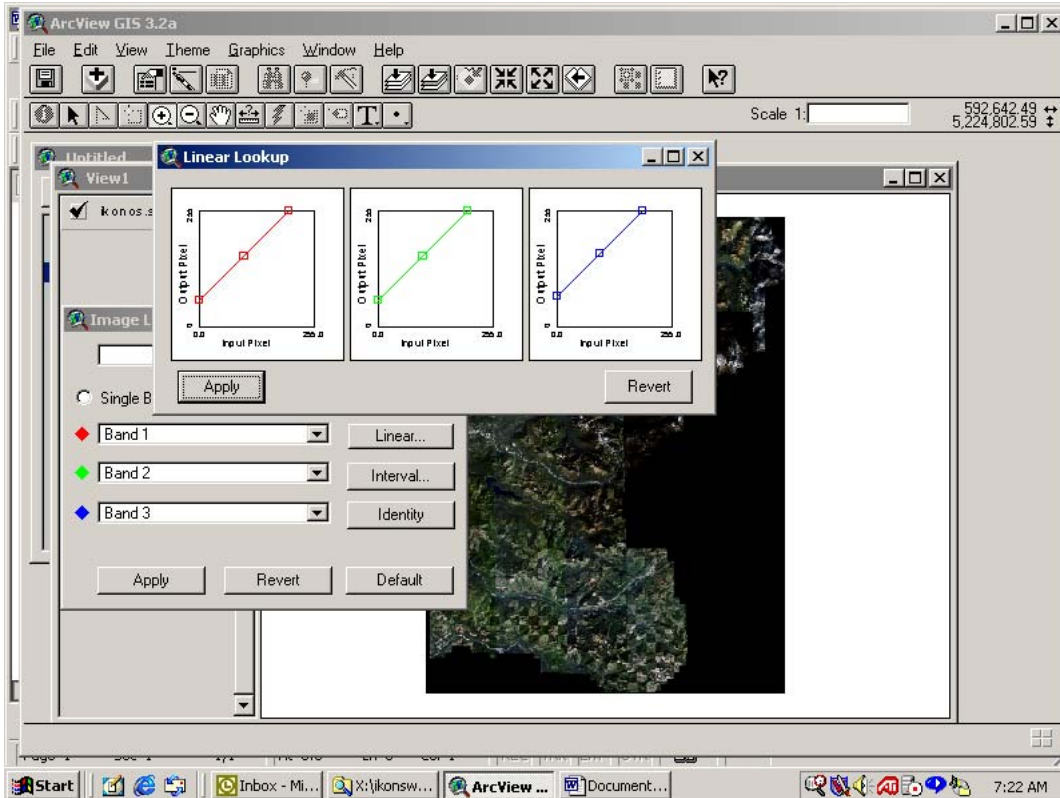 ArcView GIS 3.2a
File Edit View Theme Graphics Window Help
Scale 1:
592,642.49
5,224,802.59
Untitled
Linear Lookup
View1
ikonos.s
Output Pixel
0.0
255.0
Input Pixel
Output Pixel
0.0
255.0
Input Pixel
Output Pixel
0.0
255.0
Input Pixel
Apply
Revert
Image L
Single B
Band 1
Linear...
Band 2
Interval...
Band 3
Identity
Apply
Revert
Default
Start
Inbox - Mi...
X:\ikonsw...
ArcView ...
Document...
7:22 AM